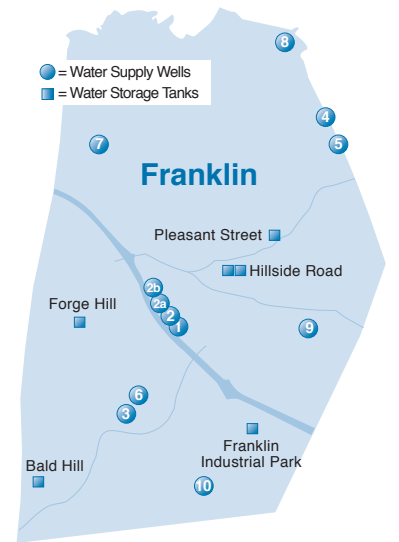 8
= Water Supply Wells
= Water Storage Tanks
4
5
7
Franklin
Pleasant Street
Hillside Road
2b
2a
Forge Hill
2
1
9
6
3
Franklin
Industrial Park
Bald Hill
10